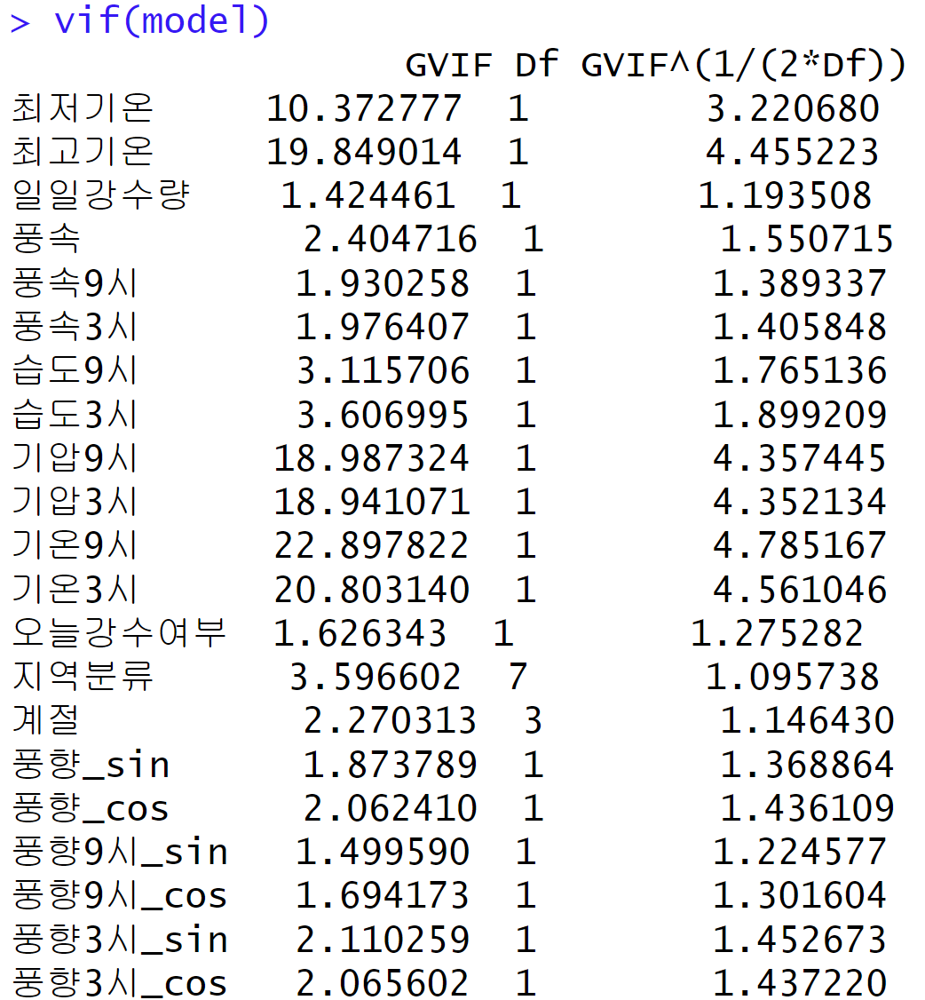 > vif(model)
GVIF Df GVIF^(1/(2*Df))
최저기온 10.372777 1 3.220680
최고기온 19.849014 1 4.455223
일일강수량 1.424461 1 1.193508
풍속 2.404716 1 1.550715
풍속9시 1.930258 1 1.389337
풍속3시 1.976407 1 1.405848
습도9시 3.115706 1 1.765136
습도3시 3.606995 1 1.899209
기압9시 18.987324 1 4.357445
기압3시 18.941071 1 4.352134
기온9시 22.897822 1 4.785167
기온3시 20.803140 1 4.561046
오늘강수여부 1.626343 1 1.275282
지역분류 3.596602 7 1.095738
계절 2.270313 3 1.146430
풍향_sin 1.873789 1 1.368864
풍향_cos 2.062410 1 1.436109
풍향9시_sin 1.499590 1 1.224577
풍향9시_cos 1.694173 1 1.301604
풍향3시_sin 2.110259 1 1.452673
풍향3시_cos 2.065602 1 1.437220